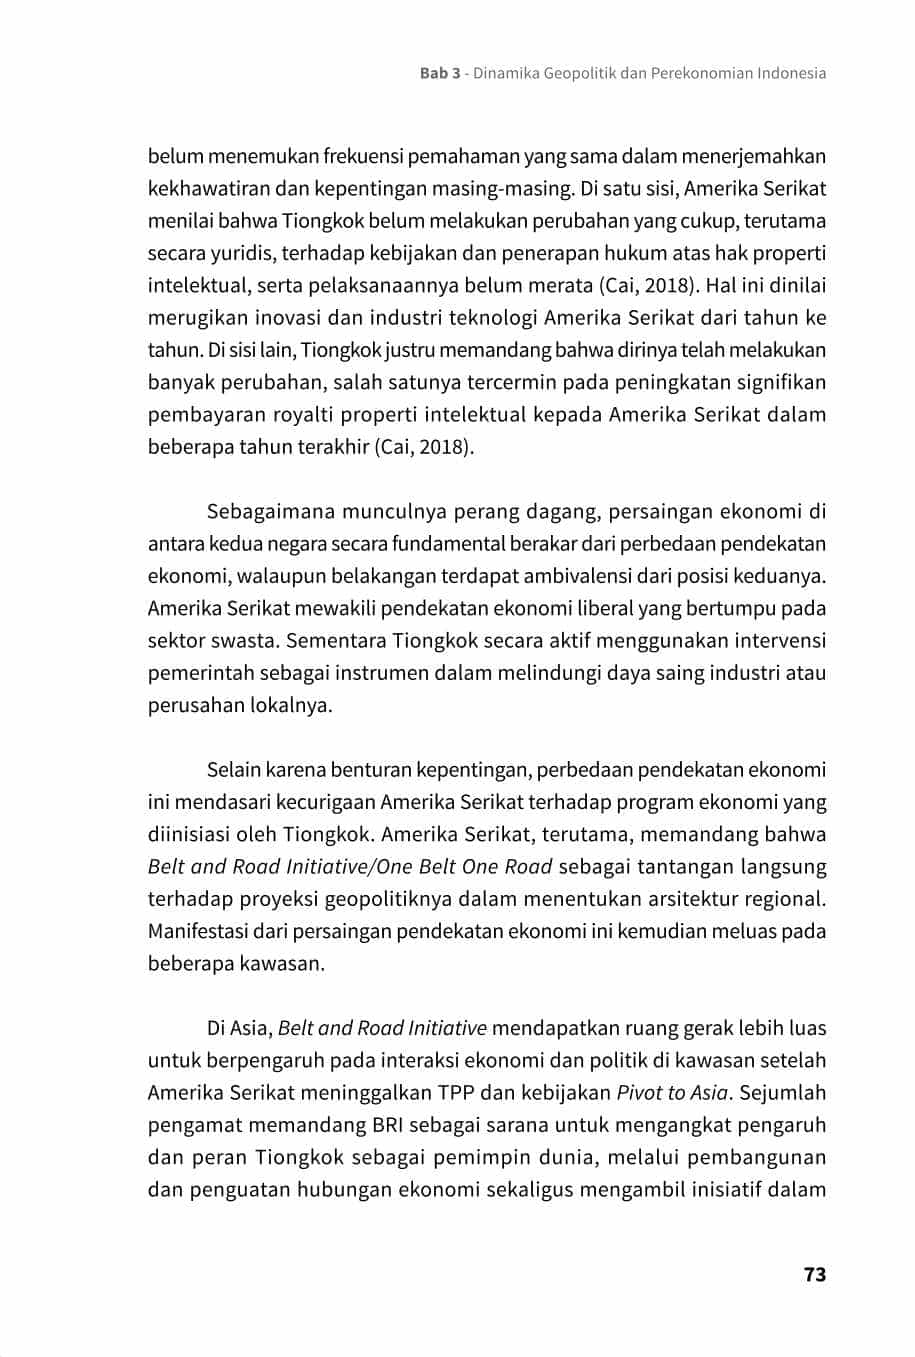 Bab 3 - Dinamika Geopolitik dan Perekonomian Indonesia
belum menemukan frekuensi pemahaman yang sama dalam menerjemahkan
kekhawatiran dan kepentingan masing-masing. Di satu sisi, Amerika Serikat
menilai bahwa Tiongkok belum melakukan perubahan yang cukup, terutama
secara yuridis, terhadap kebijakan dan penerapan hukum atas hak properti
intelektual, serta pelaksanaannya belum merata (Cai, 2018). Hal ini dinilai
merugikan inovasi dan industri teknologi Amerika Serikat dari tahun ke
tahun. Di sisi lain, Tiongkok justru memandang bahwa dirinya telah melakukan
banyak perubahan, salah satunya tercermin pada peningkatan signifikan
pembayaran royalti properti intelektual kepada Amerika Serikat dalam
beberapa tahun terakhir (Cai, 2018).
Sebagaimana munculnya perang dagang, persaingan ekonomi di
antara kedua negara secara fundamental berakar dari perbedaan pendekatan
ekonomi, walaupun belakangan terdapat ambivalensi dari posisi keduanya.
Amerika Serikat mewakili pendekatan ekonomi liberal yang bertumpu pada
sektor swasta. Sementara Tiongkok secara aktif menggunakan intervensi
pemerintah sebagai instrumen dalam melindungi daya saing industri atau
perusahan lokalnya.
Selain karena benturan kepentingan, perbedaan pendekatan ekonomi
ini mendasari kecurigaan Amerika Serikat terhadap program ekonomi yang
diinisiasi oleh Tiongkok. Amerika Serikat, terutama, memandang bahwa
Belt and Road Initiative/One Belt One Road sebagai tantangan langsung
terhadap proyeksi geopolitiknya dalam menentukan arsitektur regional.
Manifestasi dari persaingan pendekatan ekonomi ini kemudian meluas pada
beberapa kawasan.
Di Asia, Belt and Road Initiative mendapatkan ruang gerak lebih luas
untuk berpengaruh pada interaksi ekonomi dan politik di kawasan setelah
Amerika Serikat meninggalkan TPP dan kebijakan Pivot to Asia. Sejumlah
pengamat memandang BRI sebagai sarana untuk mengangkat pengaruh
dan peran Tiongkok sebagai pemimpin dunia, melalui pembangunan
dan penguatan hubungan ekonomi sekaligus mengambil inisiatif dalam
73